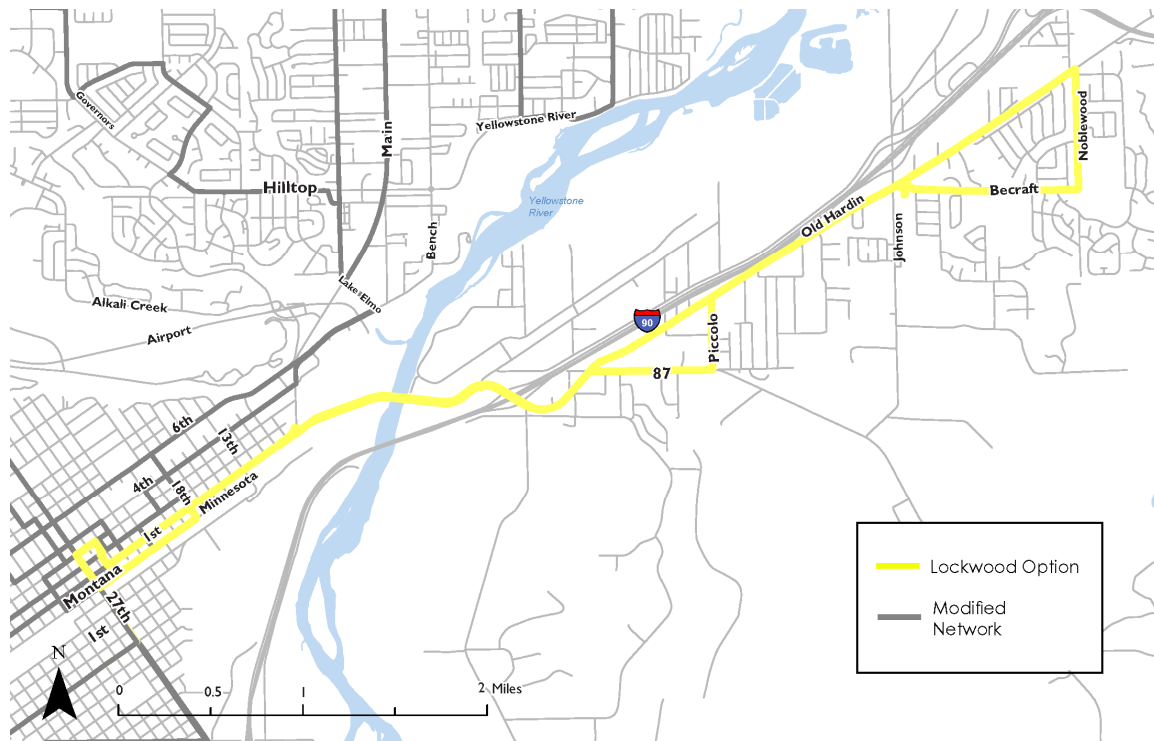 Governors
Main
Yellowstone River
Noblewood
Hilltop
Becraft
Yellowstone
River
Old Hardin
Bench
Johnson
Lake Elmo
Alkali Creek
Airport
90
Piccolo
87
6th
13th
4th
18th
Minnesota
1st
Montana
27th
1st
Lockwood Option
Modified
Network
N
0
0.5
1
2 Miles